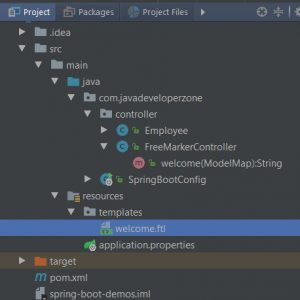 Project
Packages
Project Files
.idea
src
main
java
com.javadeveloperzone
controller
Employee
FreeMarkerController
welcome(ModelMap):String
SpringBootConfig
resources
templates
welcome.ftl
application.properties
target
pom.xml
spring-boot-demos.iml